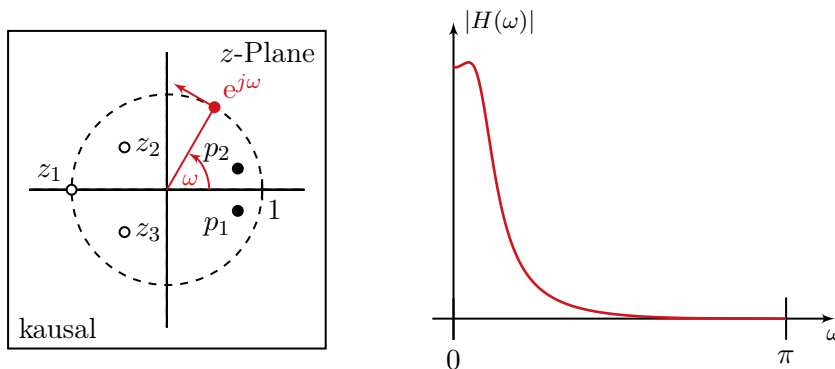 z-Plane
e^{jω}
z_1
z_2
p_2
ω
z_3
p_1
1
kausal
|H(ω)|
0
π
ω